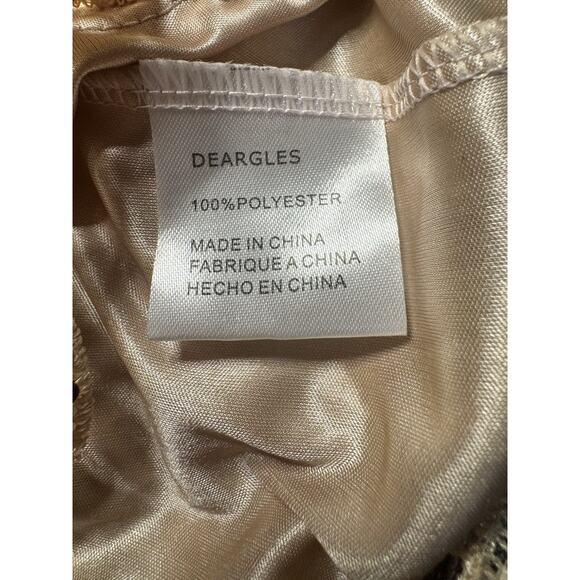 DEARGLES
100%POLYESTER
MADE IN CHINA
FABRIQUE A CHINA
HECHO EN CHINA